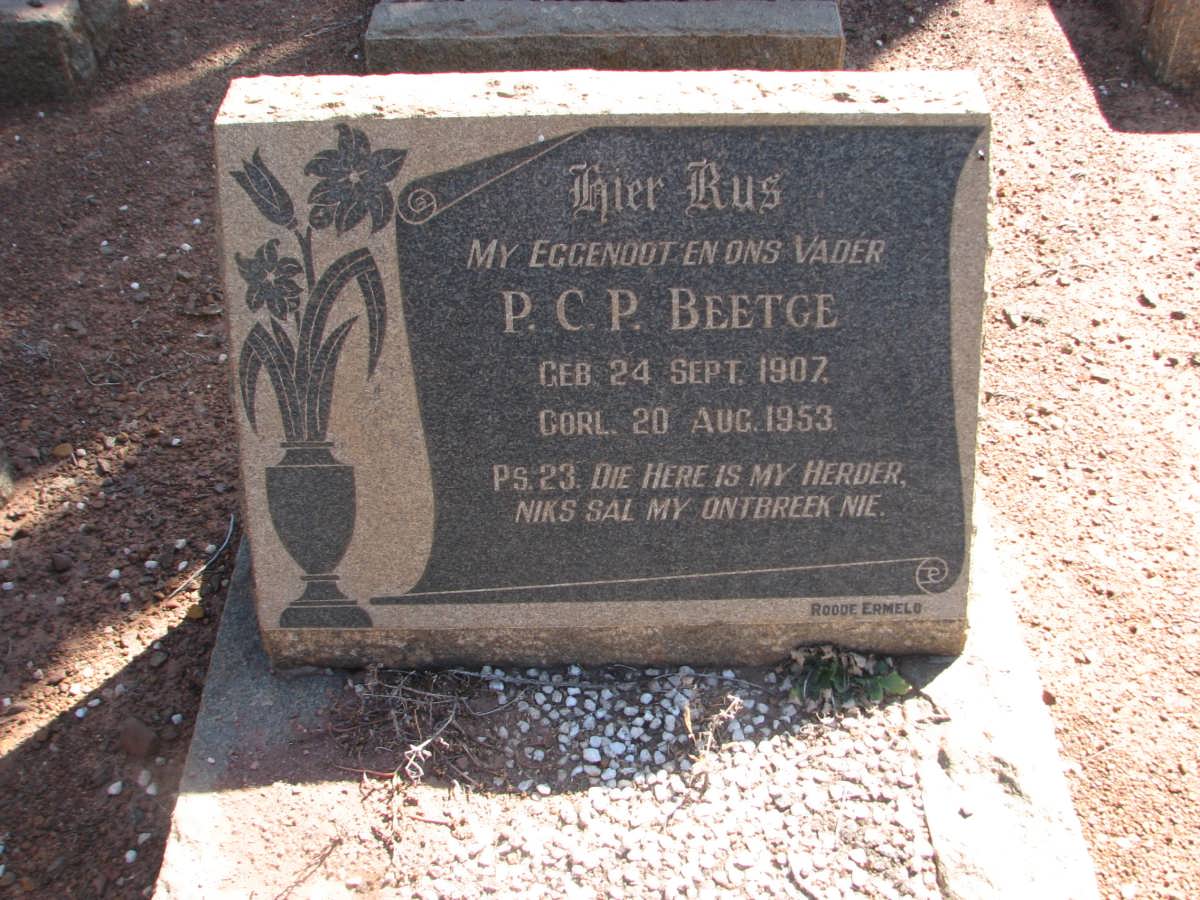 Hier Rus
MY EGGENOOT EN ONS VADER
P. C. P. BEETGE
GEB 24 SEPT. 1907.
OORL. 20 AUG. 1953.
PS. 23. DIE HERE IS MY HERDER,
NIKS SAL MY ONTBREEK NIE.
ROODE ERMELO